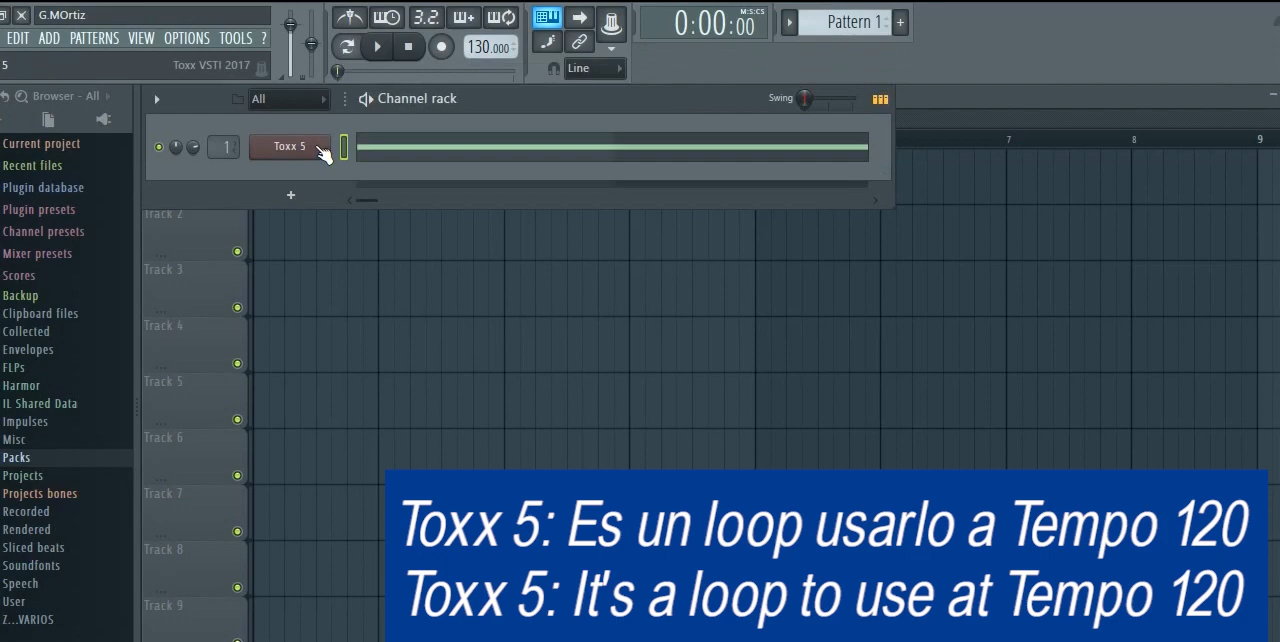 G.MOrtiz
EDIT ADD PATTERNS VIEW OPTIONS TOOLS ?
5
Toxx VSTI 2017
3.2.
130.000
0:00:00
M:S:CS
Line
Pattern 1
+
Browser - All
All
Channel rack
Swing
1
Toxx 5
+
7
8
9
Current project
Recent files
Plugin database
Plugin presets
Channel presets
Mixer presets
Scores
Backup
Clipboard files
Collected
Envelopes
FLPs
Harmor
IL Shared Data
Impulses
Misc
Packs
Projects
Projects bones
Recorded
Rendered
Sliced beats
Soundfonts
Speech
User
Z...VARIOS
Track 2
Track 3
Track 4
Track 5
Track 6
Track 7
Track 8
Track 9
Toxx 5: Es un loop usarlo a Tempo 120
Toxx 5: It's a loop to use at Tempo 120